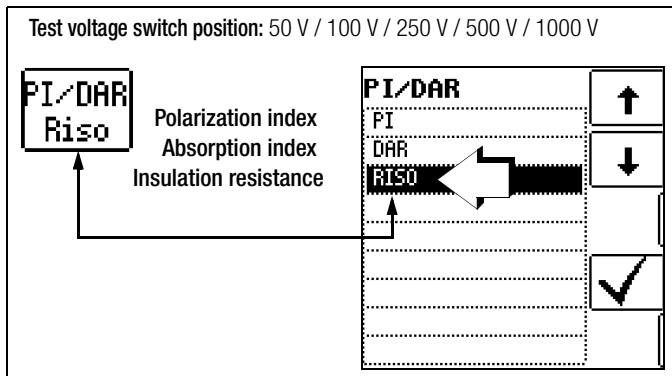 Test voltage switch position: 50 V / 100 V / 250 V / 500 V / 1000 V
PI/DAR
Riso
Polarization index
Absorption index
Insulation resistance
PI/DAR
PI
DAR
RISO